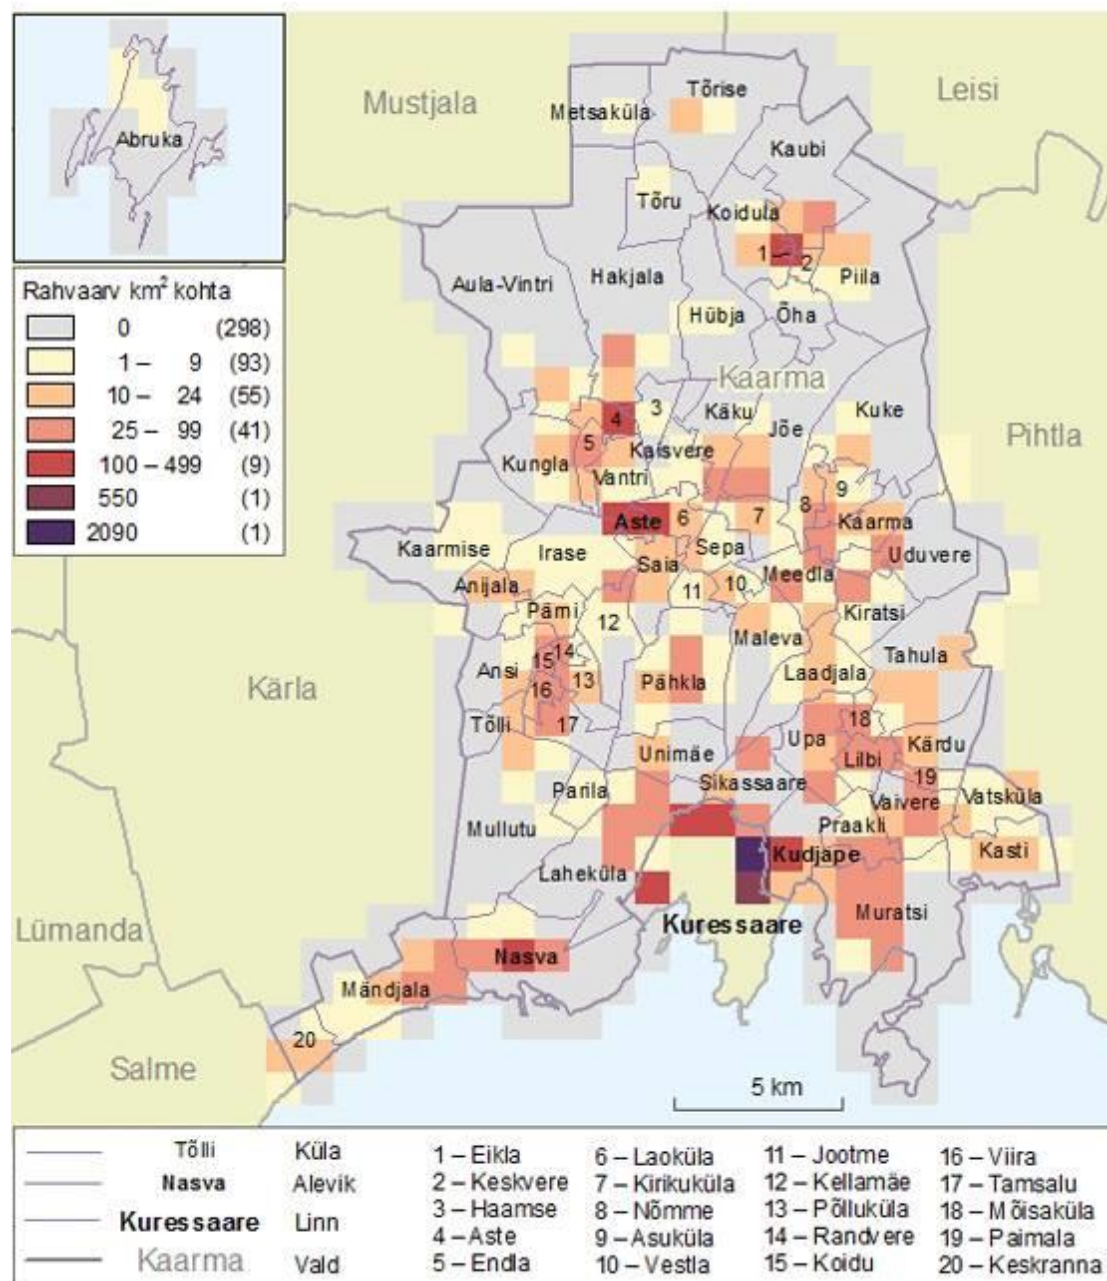 Mustjala
Leisi
Tõrise
Metsaküla
Abruka
Kaubi
Tõru
Koidula
1
2
Piila
Aula-Vintri
Hakjala
Hübja
Õha
Rahvaarv km² kohta
0 (298)
1 – 9 (93)
10 – 24 (55)
25 – 99 (41)
100 – 499 (9)
550 (1)
2090 (1)
Kaarma
3
Käku
Kuke
4
Jõe
Pihtla
5
Kaisvere
Kungla
Vantri
9
8
Aste
6
7
Kaarma
Kaarmise
Irase
Sepa
Uduvere
Saia
Anijala
11
10
Meedla
Pärni
12
Kiratsi
Maleva
14
15
Ansi
Tahula
Kärla
16
13
Pähkla
Laadjala
Tõlli
17
18
Upa
Kärdu
Unimäe
Lilbi
Sikassaare
19
Parila
Vaivere
Vatsküla
Mullutu
Praakli
Kudjape
Kasti
Laheküla
Muratsi
Kuressaare
Lümanda
Nasva
Mändjala
20
Salme
5 km
Tõlli Küla
Nasva Alevik
Kuressaare Linn
Kaarma Vald
1 – Eikla
2 – Keskvere
3 – Haamse
4 – Aste
5 – Endla
6 – Laoküla
7 – Kirikuküla
8 – Nõmme
9 – Asuküla
10 – Vestla
11 – Jootme
12 – Kellamäe
13 – Põlluküla
14 – Randvere
15 – Koidu
16 – Viira
17 – Tamsalu
18 – Mõisaküla
19 – Paimala
20 – Keskranna